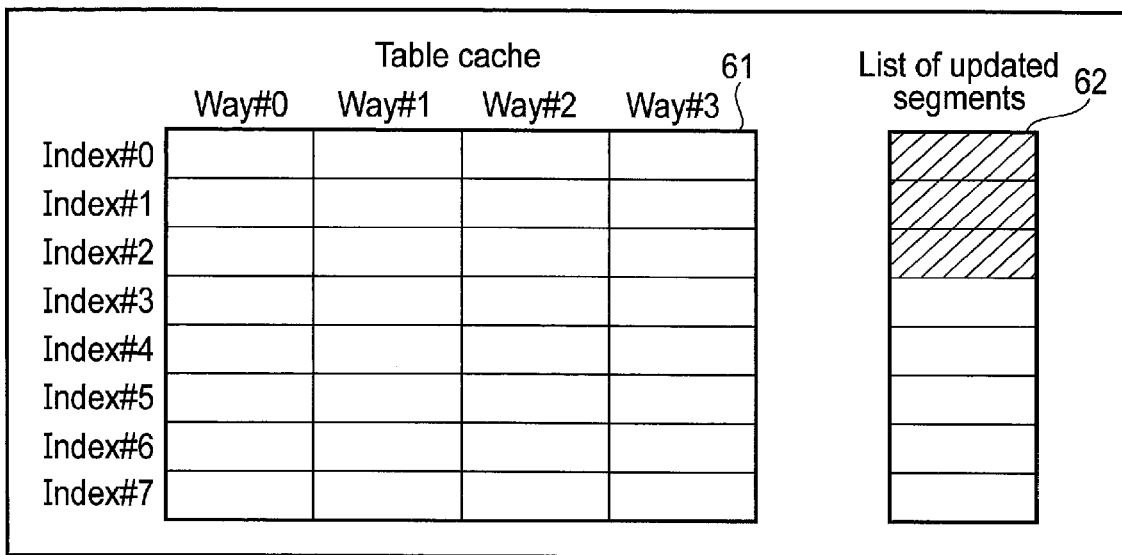 Table cache
61
Way#0 Way#1 Way#2 Way#3
List of updated
segments
62
Index#0
Index#1
Index#2
Index#3
Index#4
Index#5
Index#6
Index#7